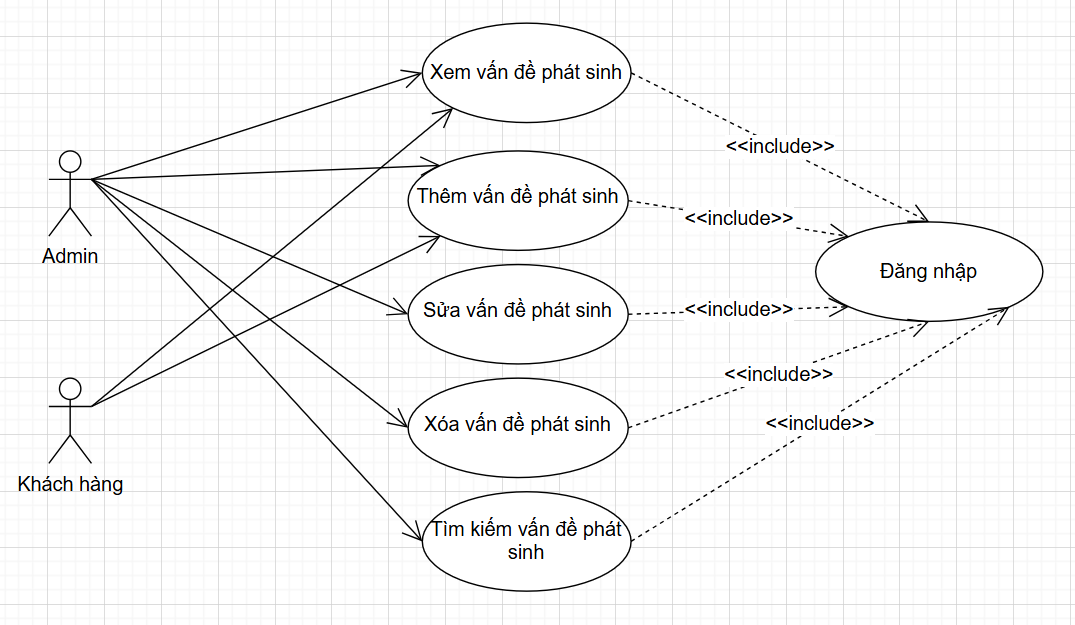 Xem vấn đề phát sinh
<<include>>
Admin
Thêm vấn đề phát sinh
<<include>>
Đăng nhập
Sửa vấn đề phát sinh
<<include>>
Xóa vấn đề phát sinh
<<include>>
<<include>>
Khách hàng
Tìm kiếm vấn đề phát
sinh